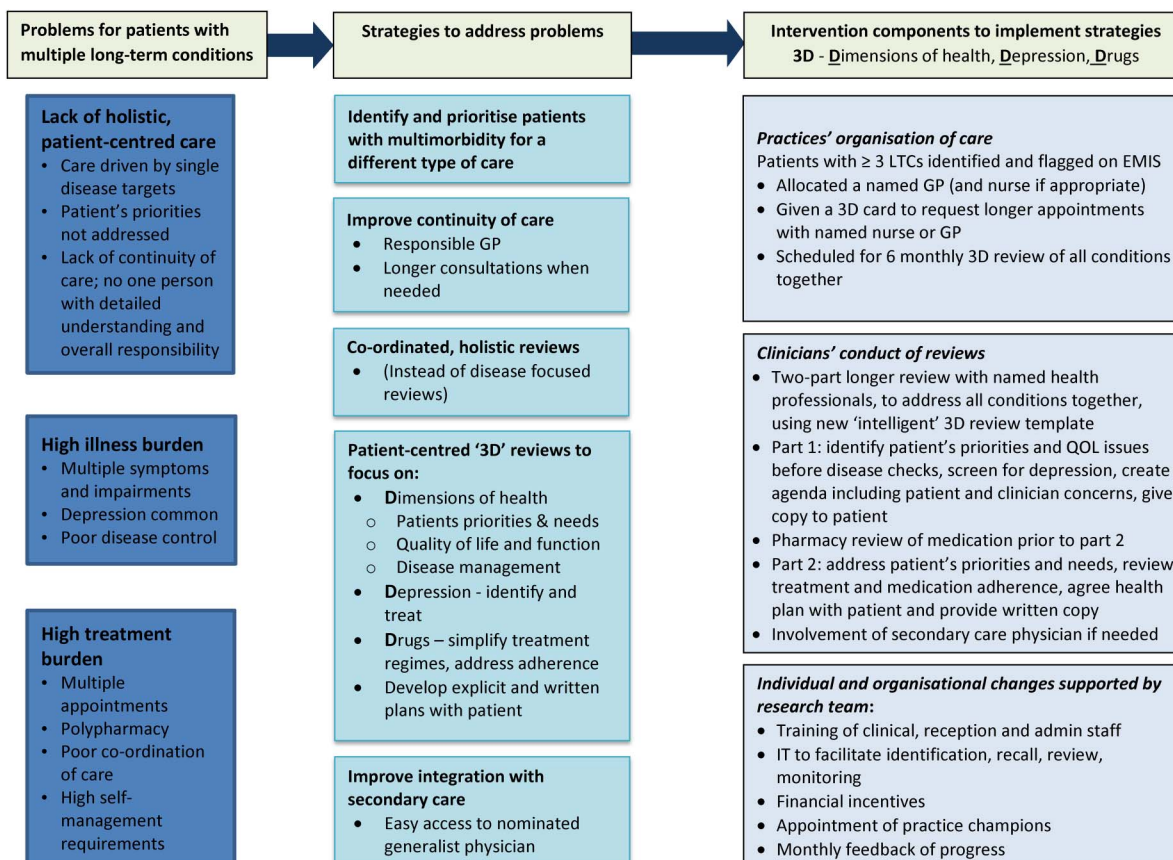 Problems for patients with
multiple long-term conditions
Strategies to address problems
Intervention components to implement strategies
3D - Dimensions of health, Depression, Drugs
Lack of holistic,
patient-centred care
• Care driven by single
disease targets
• Patient's priorities
not addressed
• Lack of continuity of
care; no one person
with detailed
understanding and
overall responsibility
High illness burden
• Multiple symptoms
and impairments
• Depression common
• Poor disease control
High treatment
burden
• Multiple
appointments
• Polypharmacy
• Poor co-ordination
of care
• High self-
management
requirements
Identify and prioritise patients
with multimorbidity for a
different type of care
Improve continuity of care
• Responsible GP
• Longer consultations when
needed
Co-ordinated, holistic reviews
• (Instead of disease focused
reviews)
Patient-centred '3D' reviews to
focus on:
• Dimensions of health
o Patients priorities & needs
o Quality of life and function
o Disease management
• Depression - identify and
treat
• Drugs – simplify treatment
regimes, address adherence
• Develop explicit and written
plans with patient
Improve integration with
secondary care
• Easy access to nominated
generalist physician
Practices' organisation of care
Patients with ≥ 3 LTCs identified and flagged on EMIS
• Allocated a named GP (and nurse if appropriate)
• Given a 3D card to request longer appointments
with named nurse or GP
• Scheduled for 6 monthly 3D review of all conditions
together
Clinicians' conduct of reviews
• Two-part longer review with named health
professionals, to address all conditions together,
using new 'intelligent' 3D review template
• Part 1: identify patient's priorities and QOL issues
before disease checks, screen for depression, create
agenda including patient and clinician concerns, give
copy to patient
• Pharmacy review of medication prior to part 2
• Part 2: address patient's priorities and needs, review
treatment and medication adherence, agree health
plan with patient and provide written copy
• Involvement of secondary care physician if needed
Individual and organisational changes supported by
research team:
• Training of clinical, reception and admin staff
• IT to facilitate identification, recall, review,
monitoring
• Financial incentives
• Appointment of practice champions
• Monthly feedback of progress